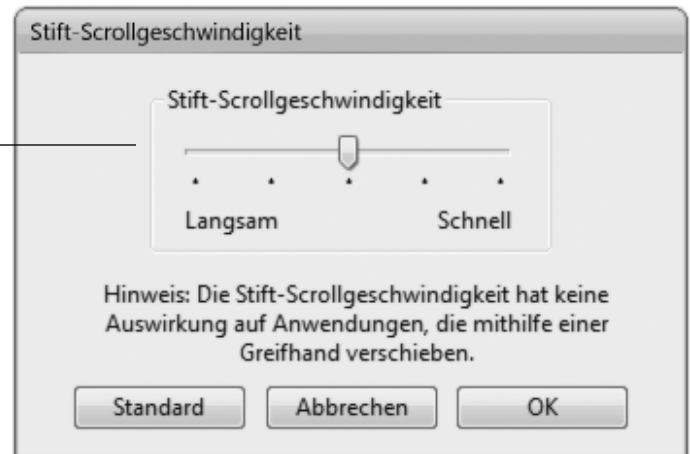 Stift-Scrollgeschwindigkeit
Stift-Scrollgeschwindigkeit
Langsam Schnell
Hinweis: Die Stift-Scrollgeschwindigkeit hat keine
Auswirkung auf Anwendungen, die mithilfe einer
Greifhand verschieben.
Standard Abbrechen OK